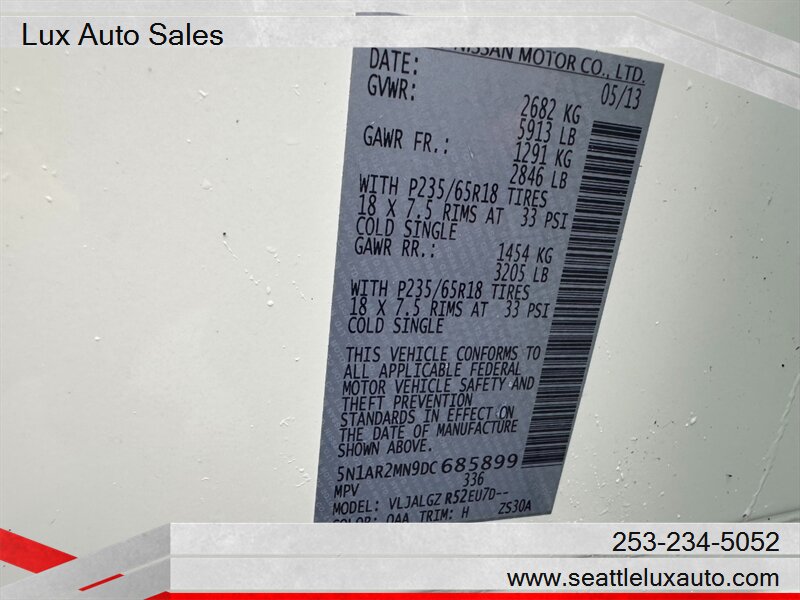 Lux Auto Sales
NISSAN MOTOR CO., LTD.
DATE: 05/13
GVWR: 2682 KG
5913 LB
GAWR FR.: 1291 KG
2846 LB
WITH P235/65R18 TIRES
18 X 7.5 RIMS AT 33 PSI
COLD SINGLE
GAWR RR.: 1454 KG
3205 LB
WITH P235/65R18 TIRES
18 X 7.5 RIMS AT 33 PSI
COLD SINGLE
THIS VEHICLE CONFORMS TO
ALL APPLICABLE FEDERAL
MOTOR VEHICLE SAFETY AND
THEFT PREVENTION
STANDARDS IN EFFECT ON
THE DATE OF MANUFACTURE
SHOWN ABOVE.
5N1AR2MN9DC685899
MPV 336
MODEL: VLJALGZ R52EU7D--
COLOR: QAA TRIM: H ZS30A
253-234-5052
www.seattleluxauto.com